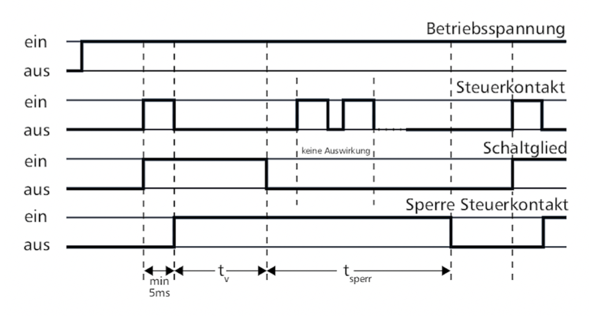 Betriebsspannung
ein
aus
Steuerkontakt
ein
aus
keine Auswirkung
Schaltglied
ein
aus
Sperre Steuerkontakt
ein
aus
min
5ms
tv
tsperr